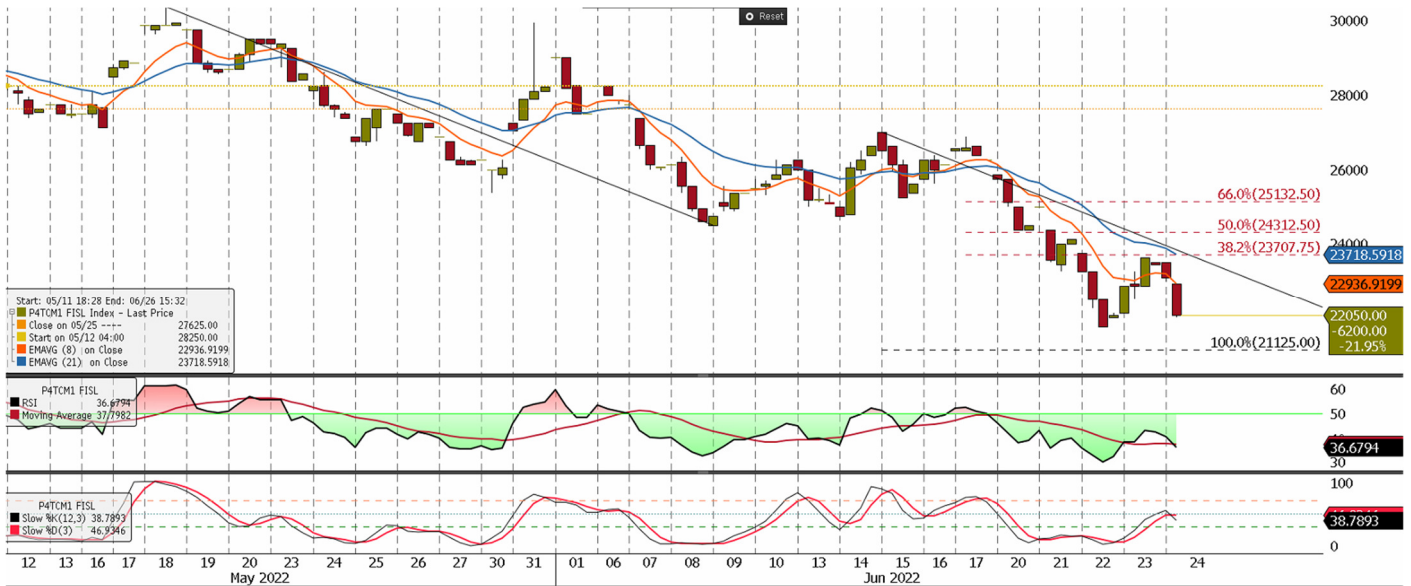 Reset
30000
28000
26000
66.0%(25132.50)
50.0%(24312.50)
24000
38.2%(23707.75)
23718.5918
22936.9199
22050.00
-6200.00
-21.95%
100.0%(21125.00)
Start: 05/11 18:28 End: 06/26 15:32
P4TCM1 FISL Index - Last Price
Close on 05/25 ---- 27625.00
Start on 05/12 04:00 28250.00
EMAVG (8) on Close 22936.9199
EMAVG (21) on Close 23718.5918
P4TCM1 FISL
RSI 36.6794
Moving Average 37.7982
60
50
36.6794
30
P4TCM1 FISL
Slow %K(12,3) 38.7893
Slow %D(3) 46.9346
100
38.7893
0
12 13 16 17 18 19 20 23 24 25 26 27 30 31 01 06 07 08 09 10 13 14 15 16 17 20 21 22 23 24
May 2022 Jun 2022